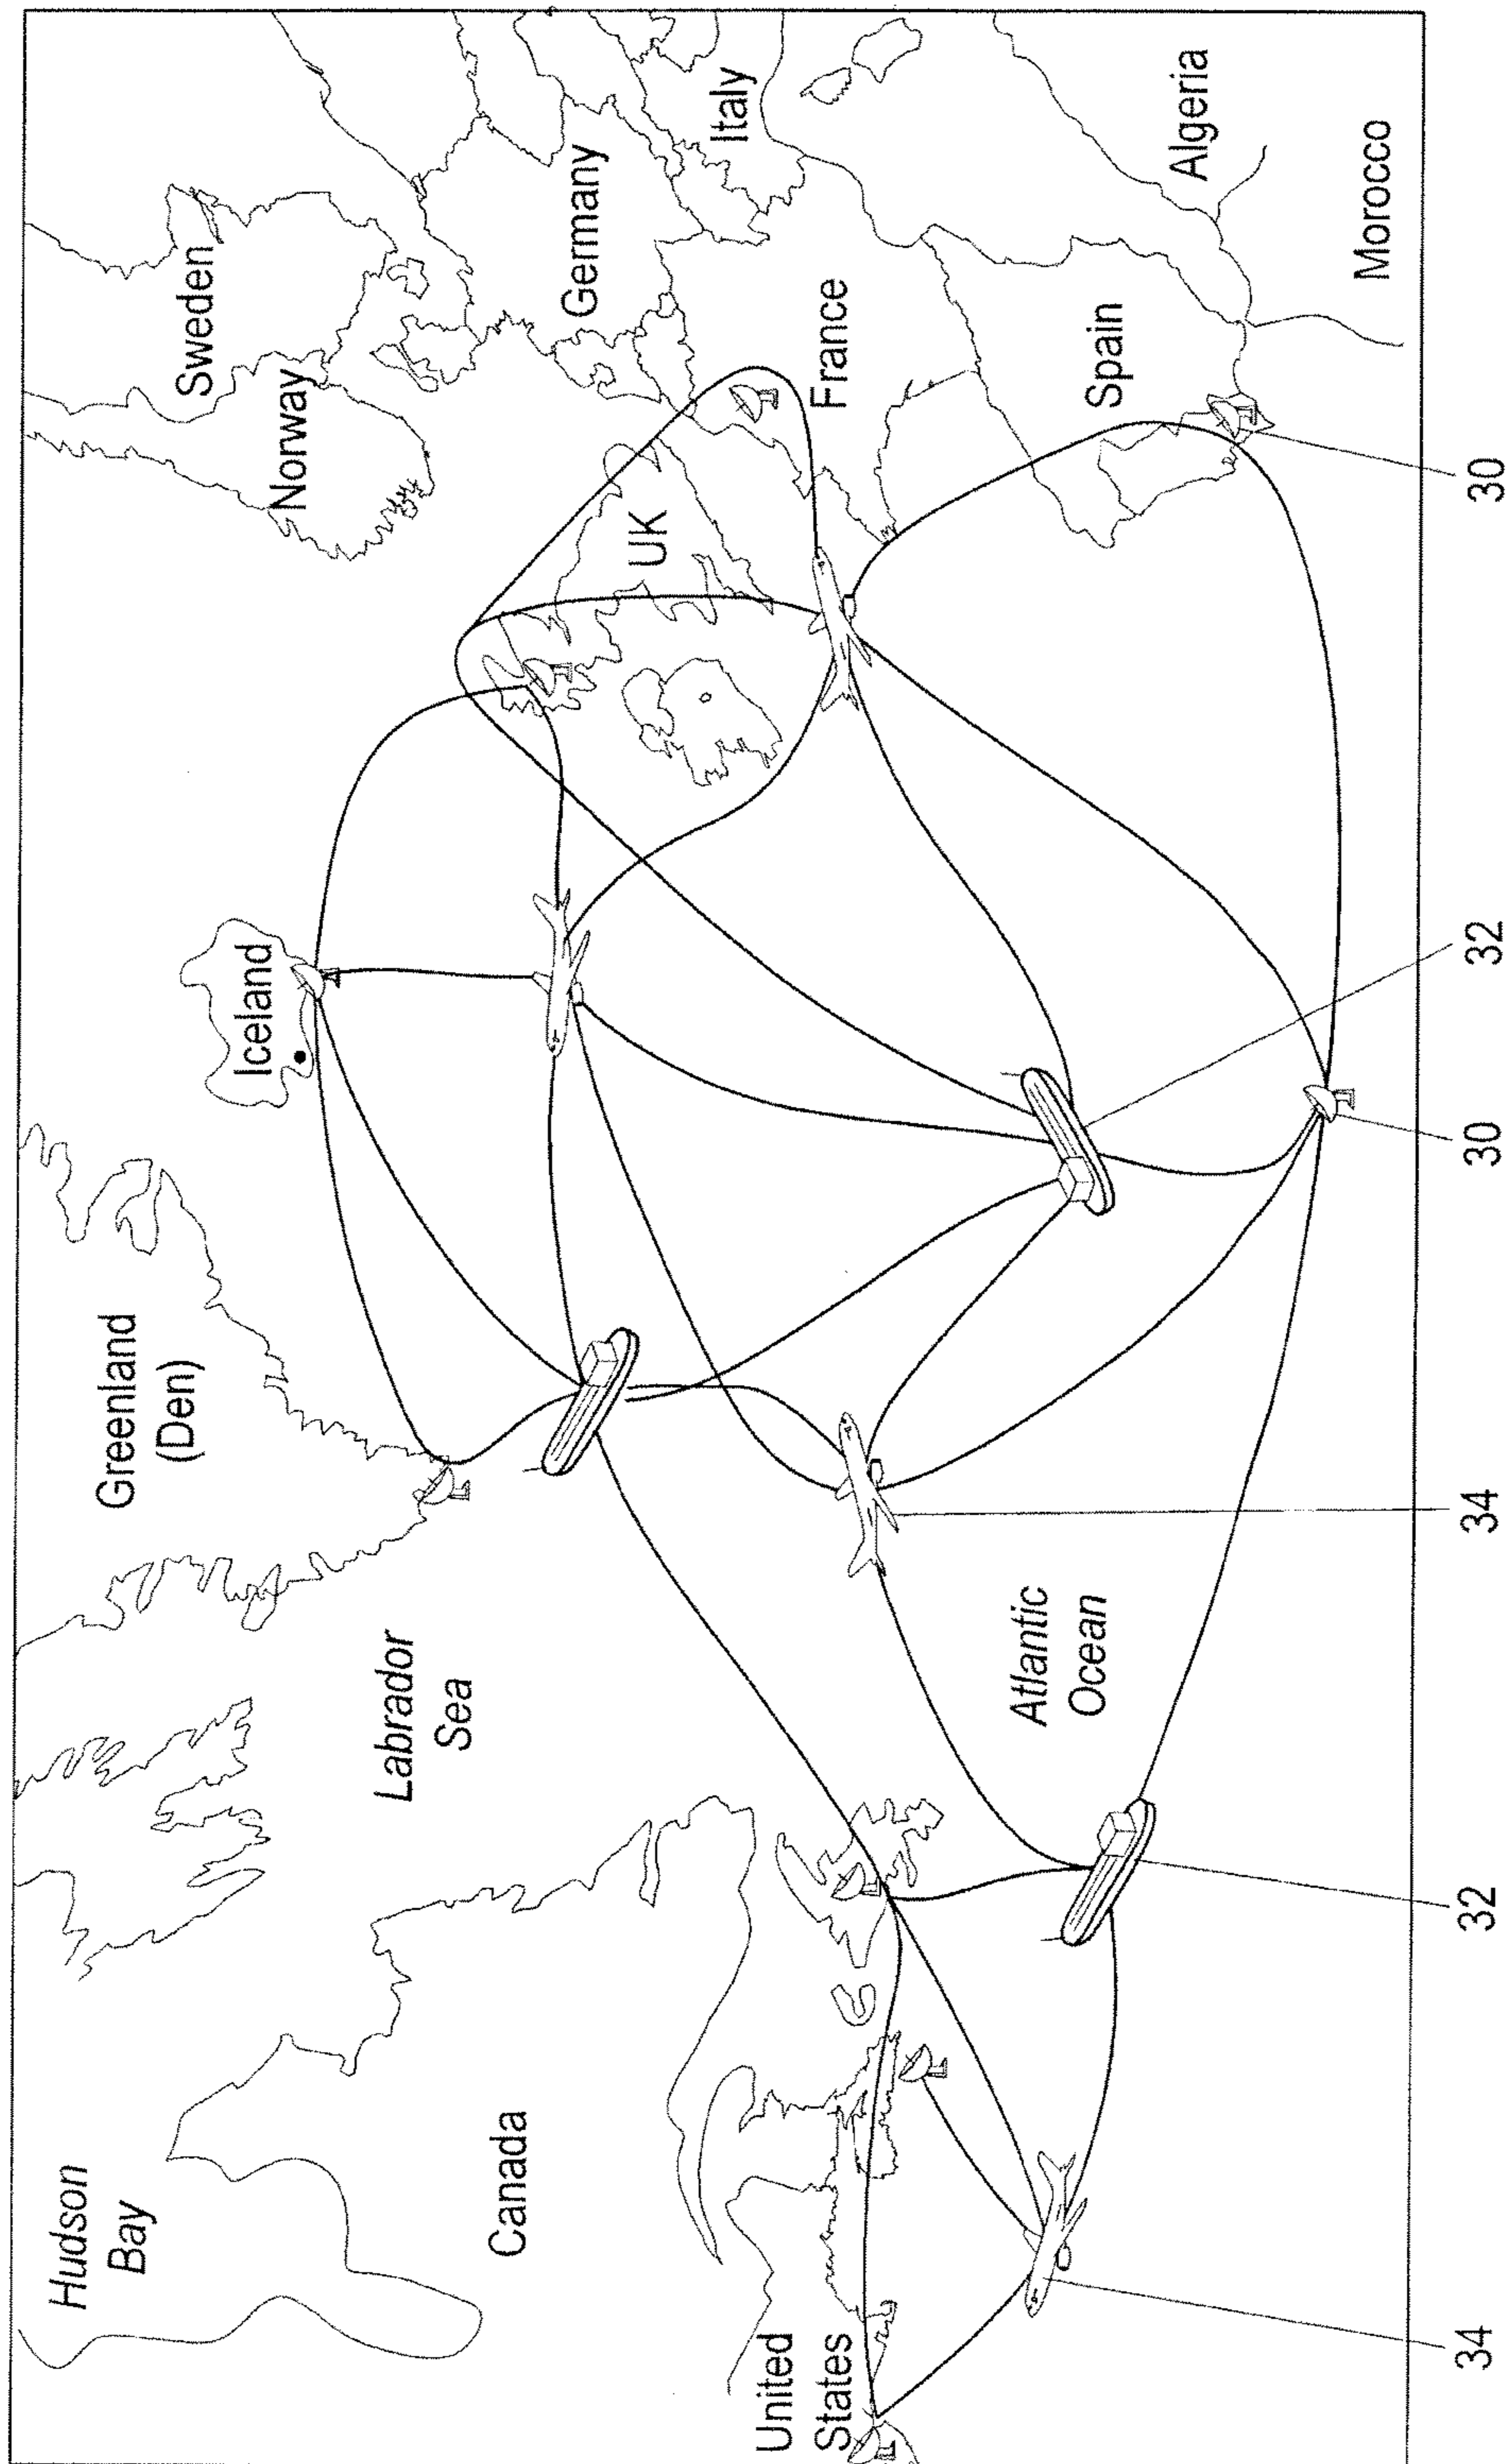 Hudson
Bay
Greenland
(Den)
Iceland
Norway
Sweden
Labrador
Sea
Canada
UK
Germany
United
States
France
Italy
Atlantic
Ocean
Spain
Algeria
Morocco
34
32
34
30
32
30